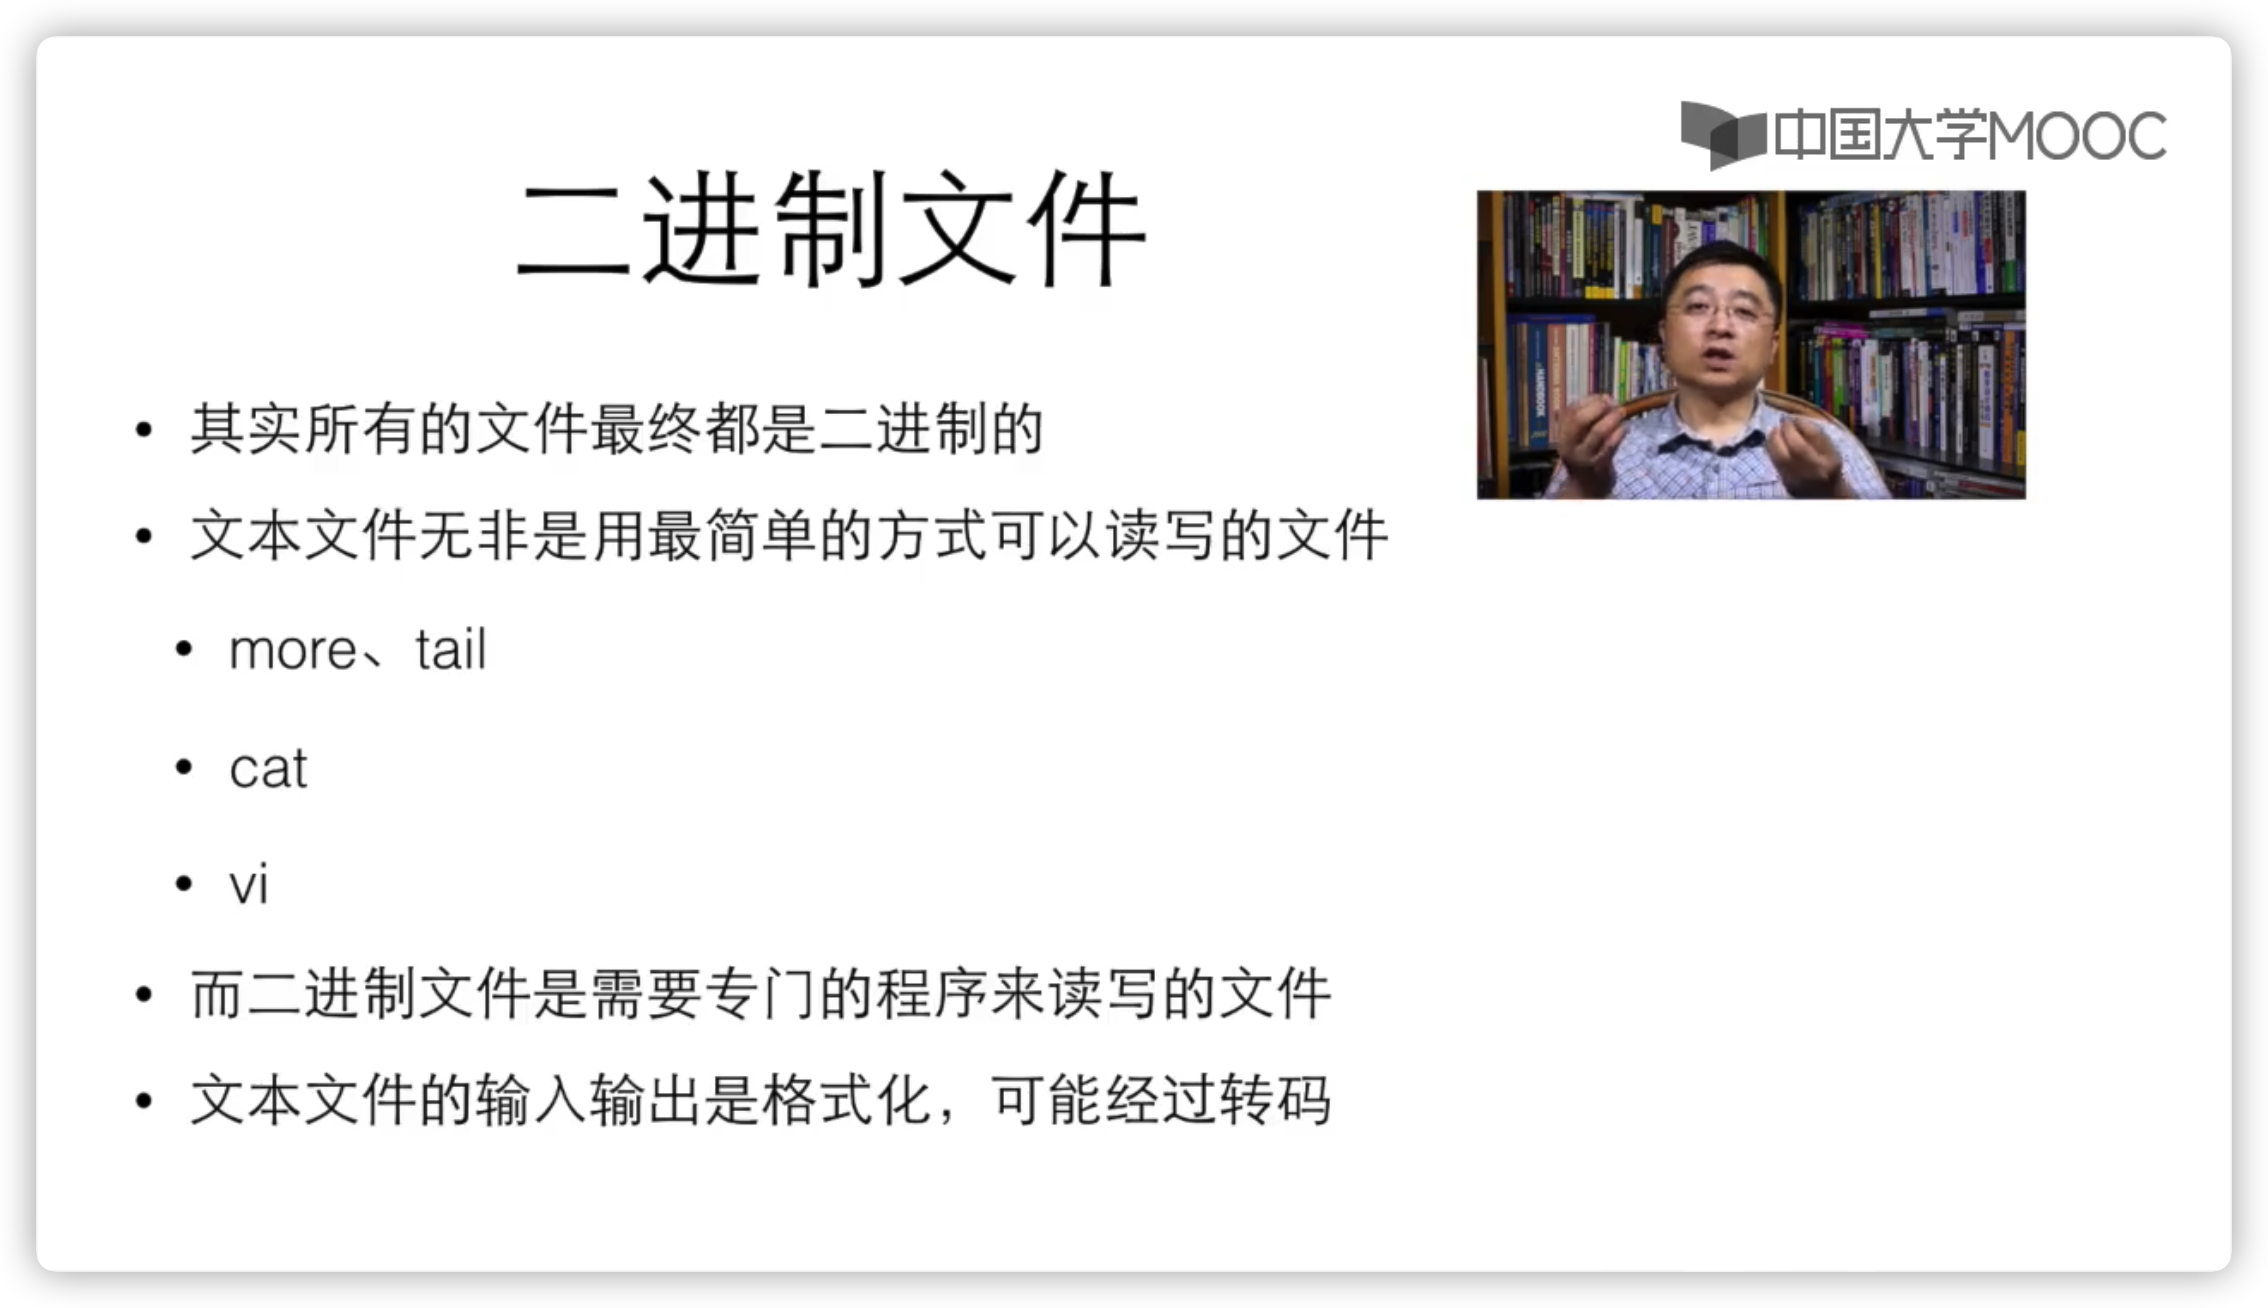 中国大学MOOC
二进制文件
• 其实所有的文件最终都是二进制的
• 文本文件无非是用最简单的方式可以读写的文件
• more、tail
• cat
• vi
• 而二进制文件是需要专门的程序来读写的文件
• 文本文件的输入输出是格式化，可能经过转码